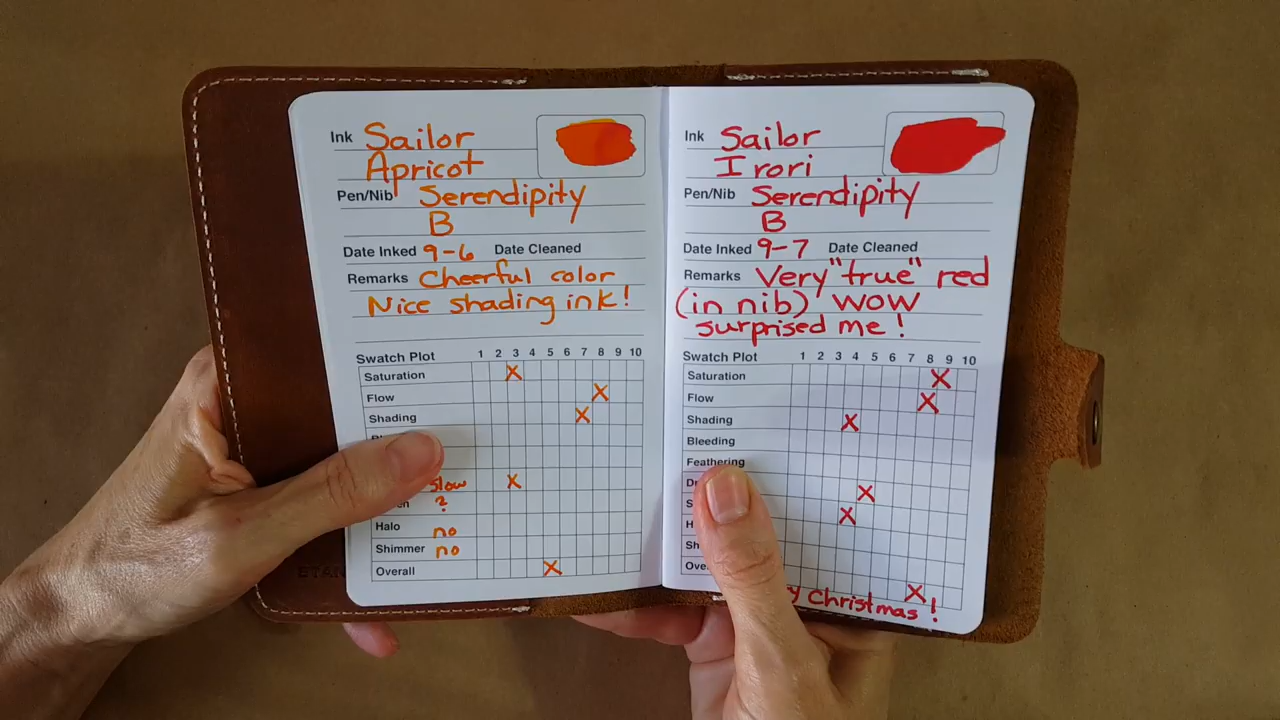 Ink Sailor
Apricot
Pen/Nib Serendipity
B
Date Inked 9-6 Date Cleaned
Remarks Cheerful color
Nice shading ink!
Swatch Plot 1 2 3 4 5 6 7 8 9 10
Saturation X
Flow X
Shading X
slow X
?
Halo no
Shimmer no
Overall X
Ink Sailor
Irori
Pen/Nib Serendipity
B
Date Inked 9-7 Date Cleaned
Remarks Very "true" red
(in nib) WOW
surprised me!
Swatch Plot 1 2 3 4 5 6 7 8 9 10
Saturation X
Flow X
Shading X
Bleeding
Feathering
X
X
X
Christmas!